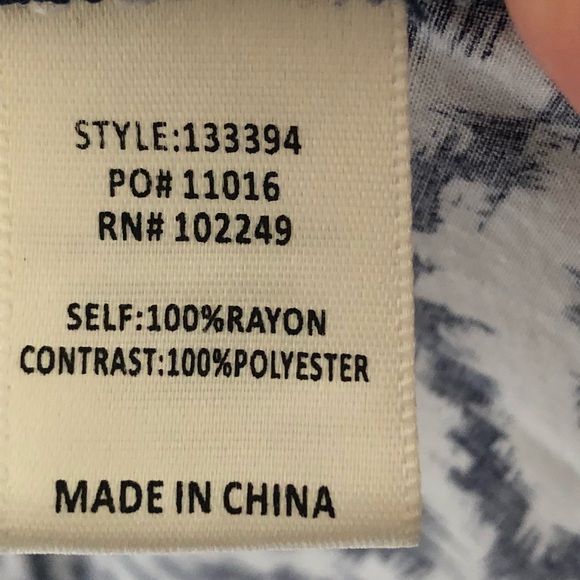 STYLE:133394
PO# 11016
RN# 102249
SELF:100%RAYON
CONTRAST:100%POLYESTER
MADE IN CHINA